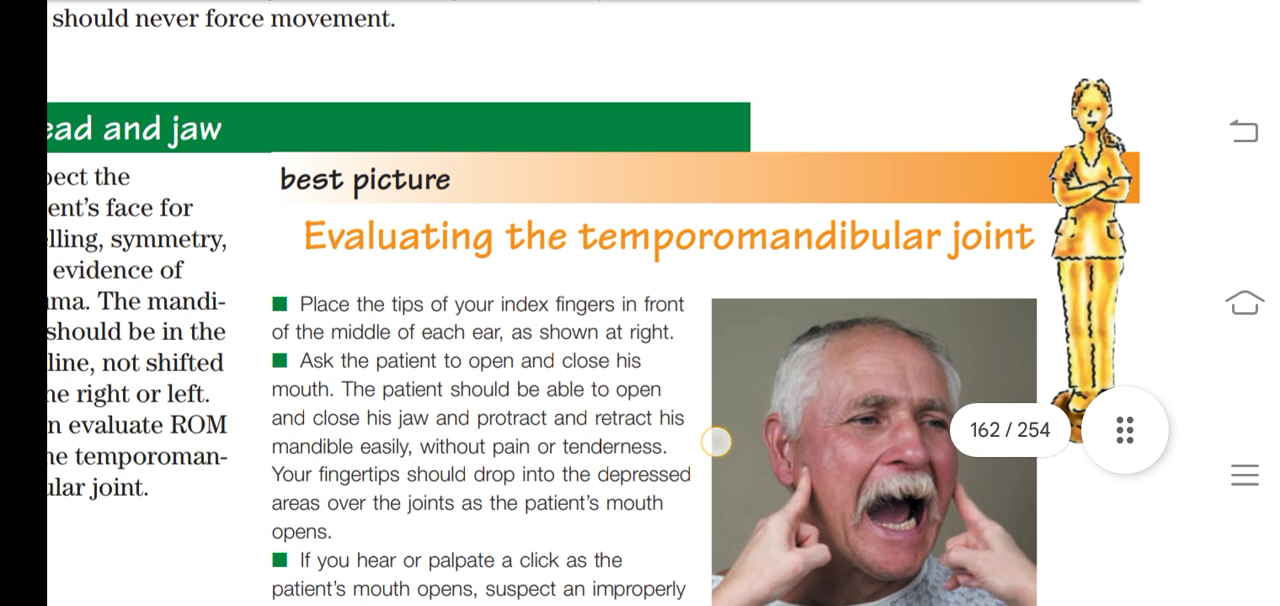 should never force movement.
ead and jaw
best picture
Evaluating the temporomandibular joint
pect the
ent's face for
lling, symmetry,
evidence of
ma. The mandi-
should be in the
line, not shifted
he right or left.
n evaluate ROM
he temporoman-
ular joint.
■ Place the tips of your index fingers in front
of the middle of each ear, as shown at right.
■ Ask the patient to open and close his
mouth. The patient should be able to open
and close his jaw and protract and retract his
mandible easily, without pain or tenderness.
Your fingertips should drop into the depressed
areas over the joints as the patient's mouth
opens.
■ If you hear or palpate a click as the
patient's mouth opens, suspect an improperly
162 / 254